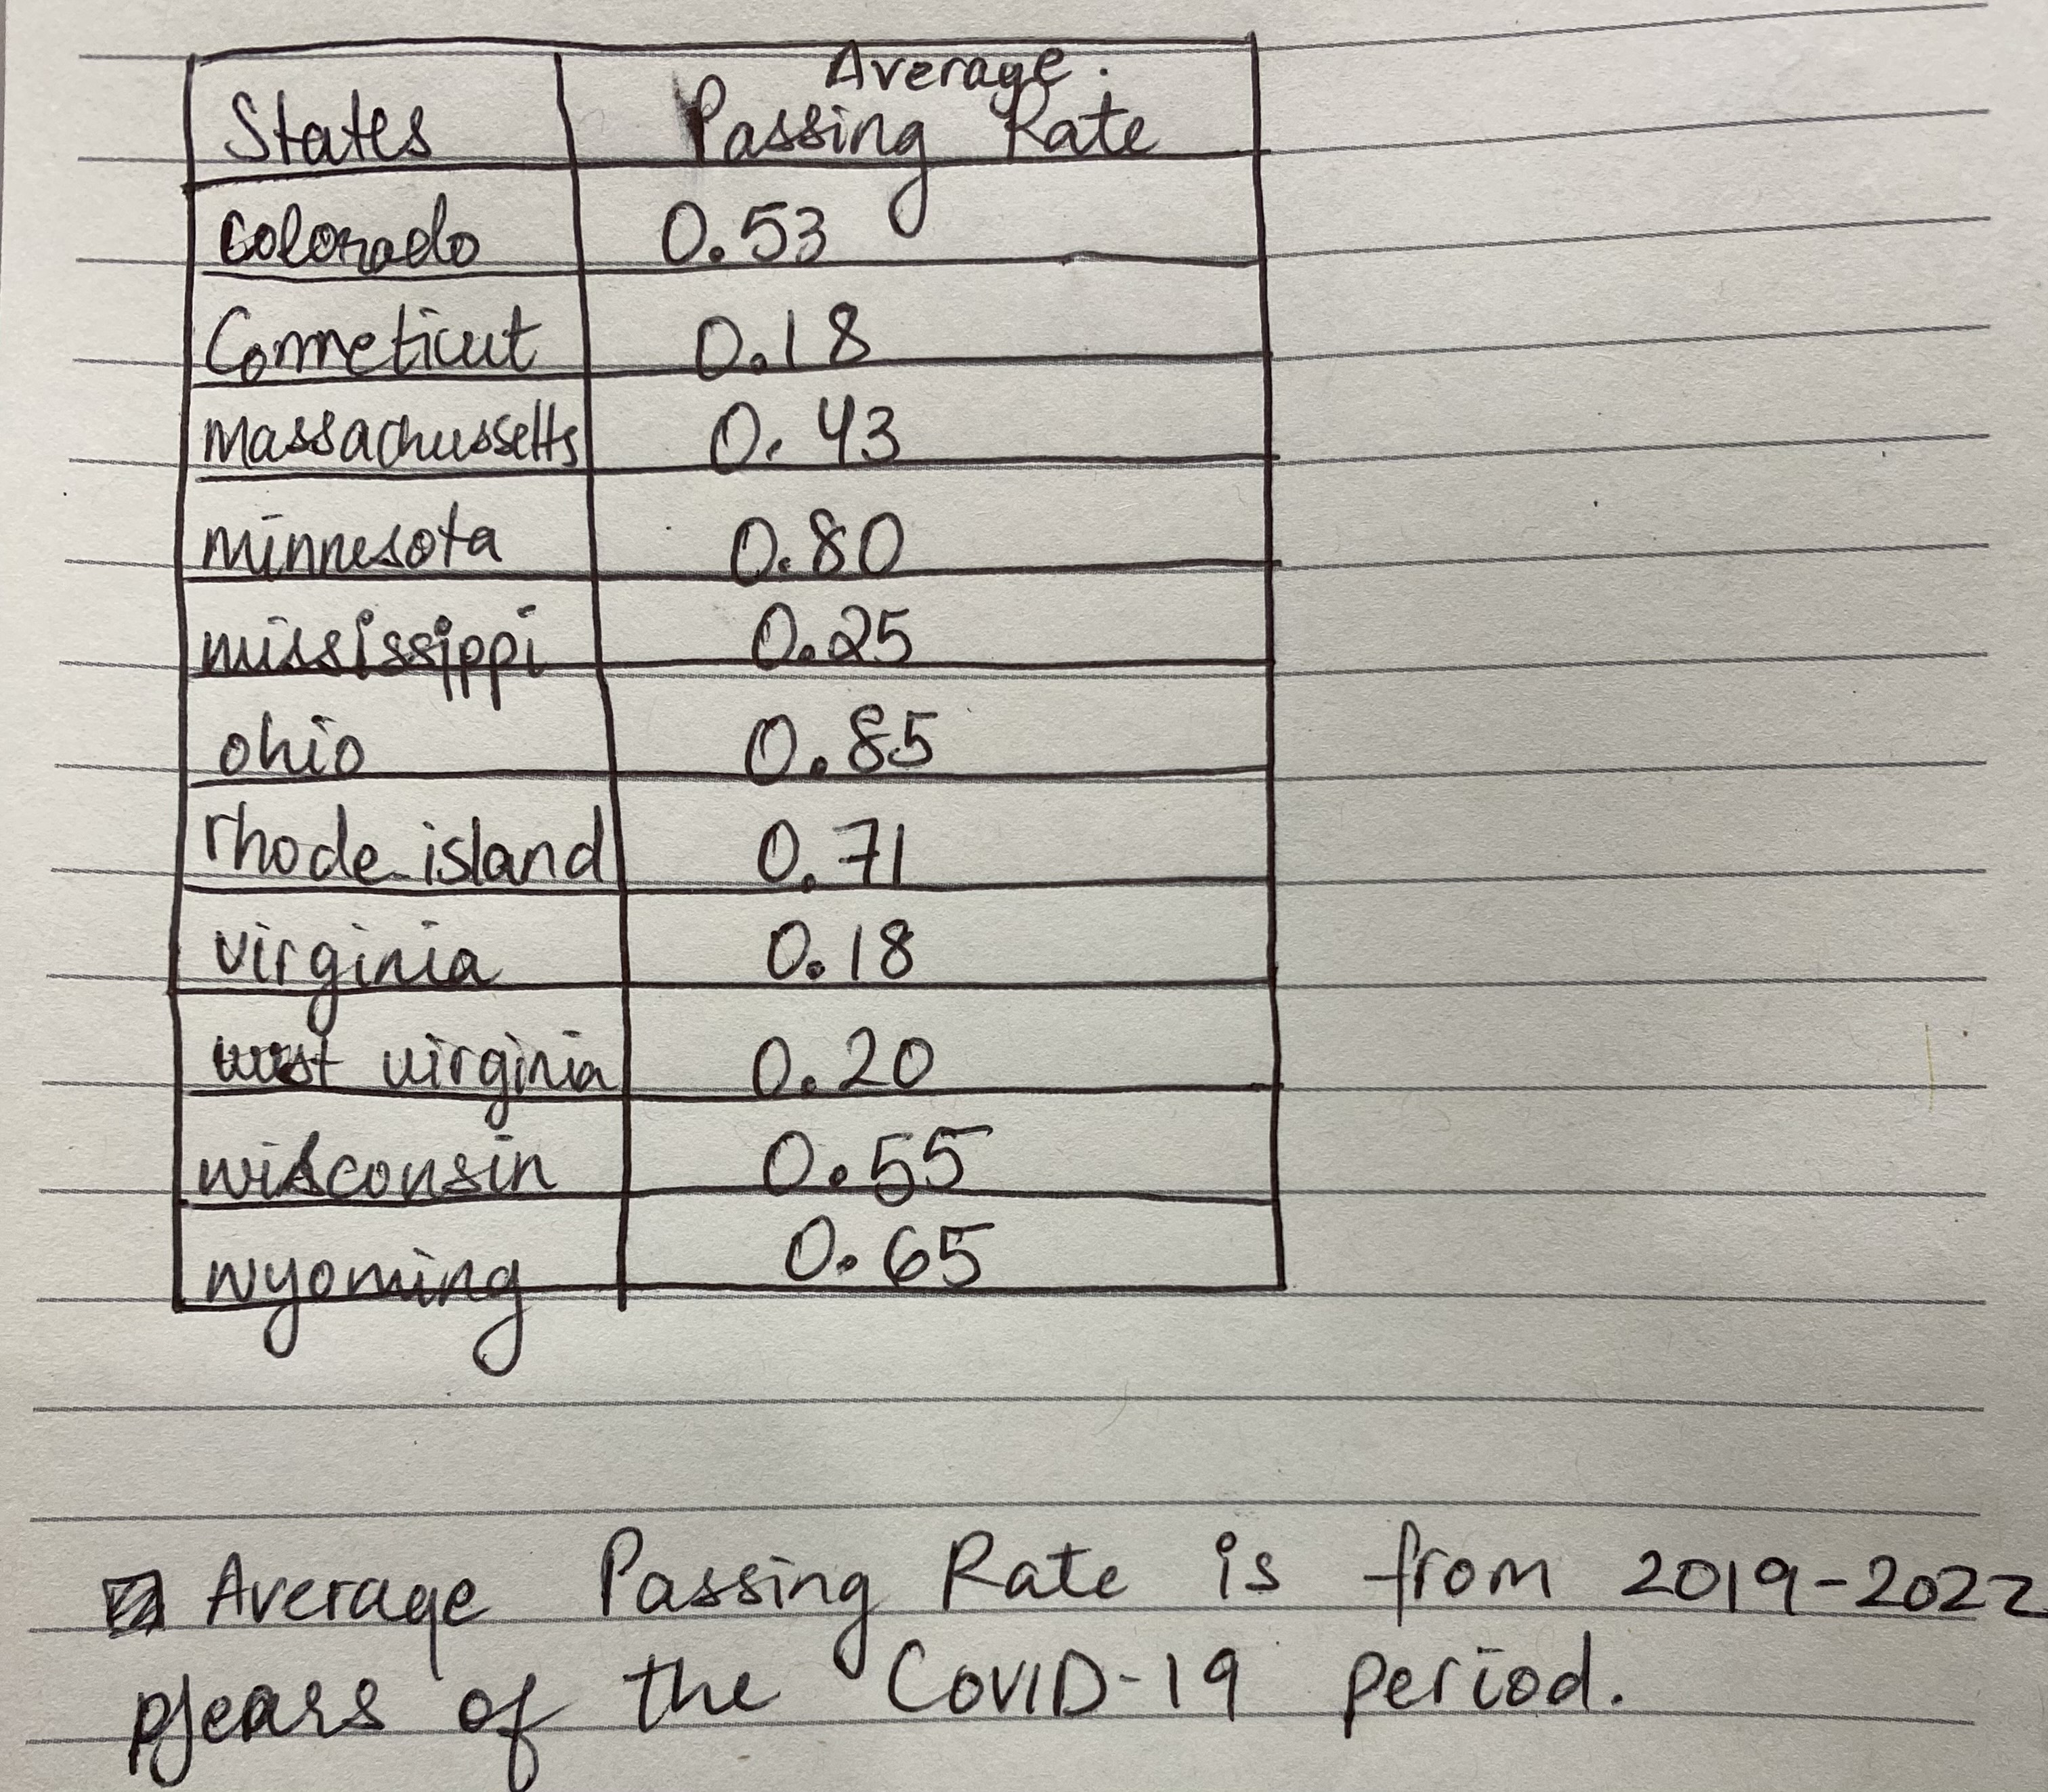 Average.
States Passing Rate
colorado 0.53
Conneticut 0.18
massachussetts 0.43
minnesota 0.80
mississippi 0.25
ohio 0.85
rhode island 0.71
virginia 0.18
west virginia 0.20
wisconsin 0.55
wyoming 0.65
Average Passing Rate is from 2019-2022
years of the COVID-19 period.